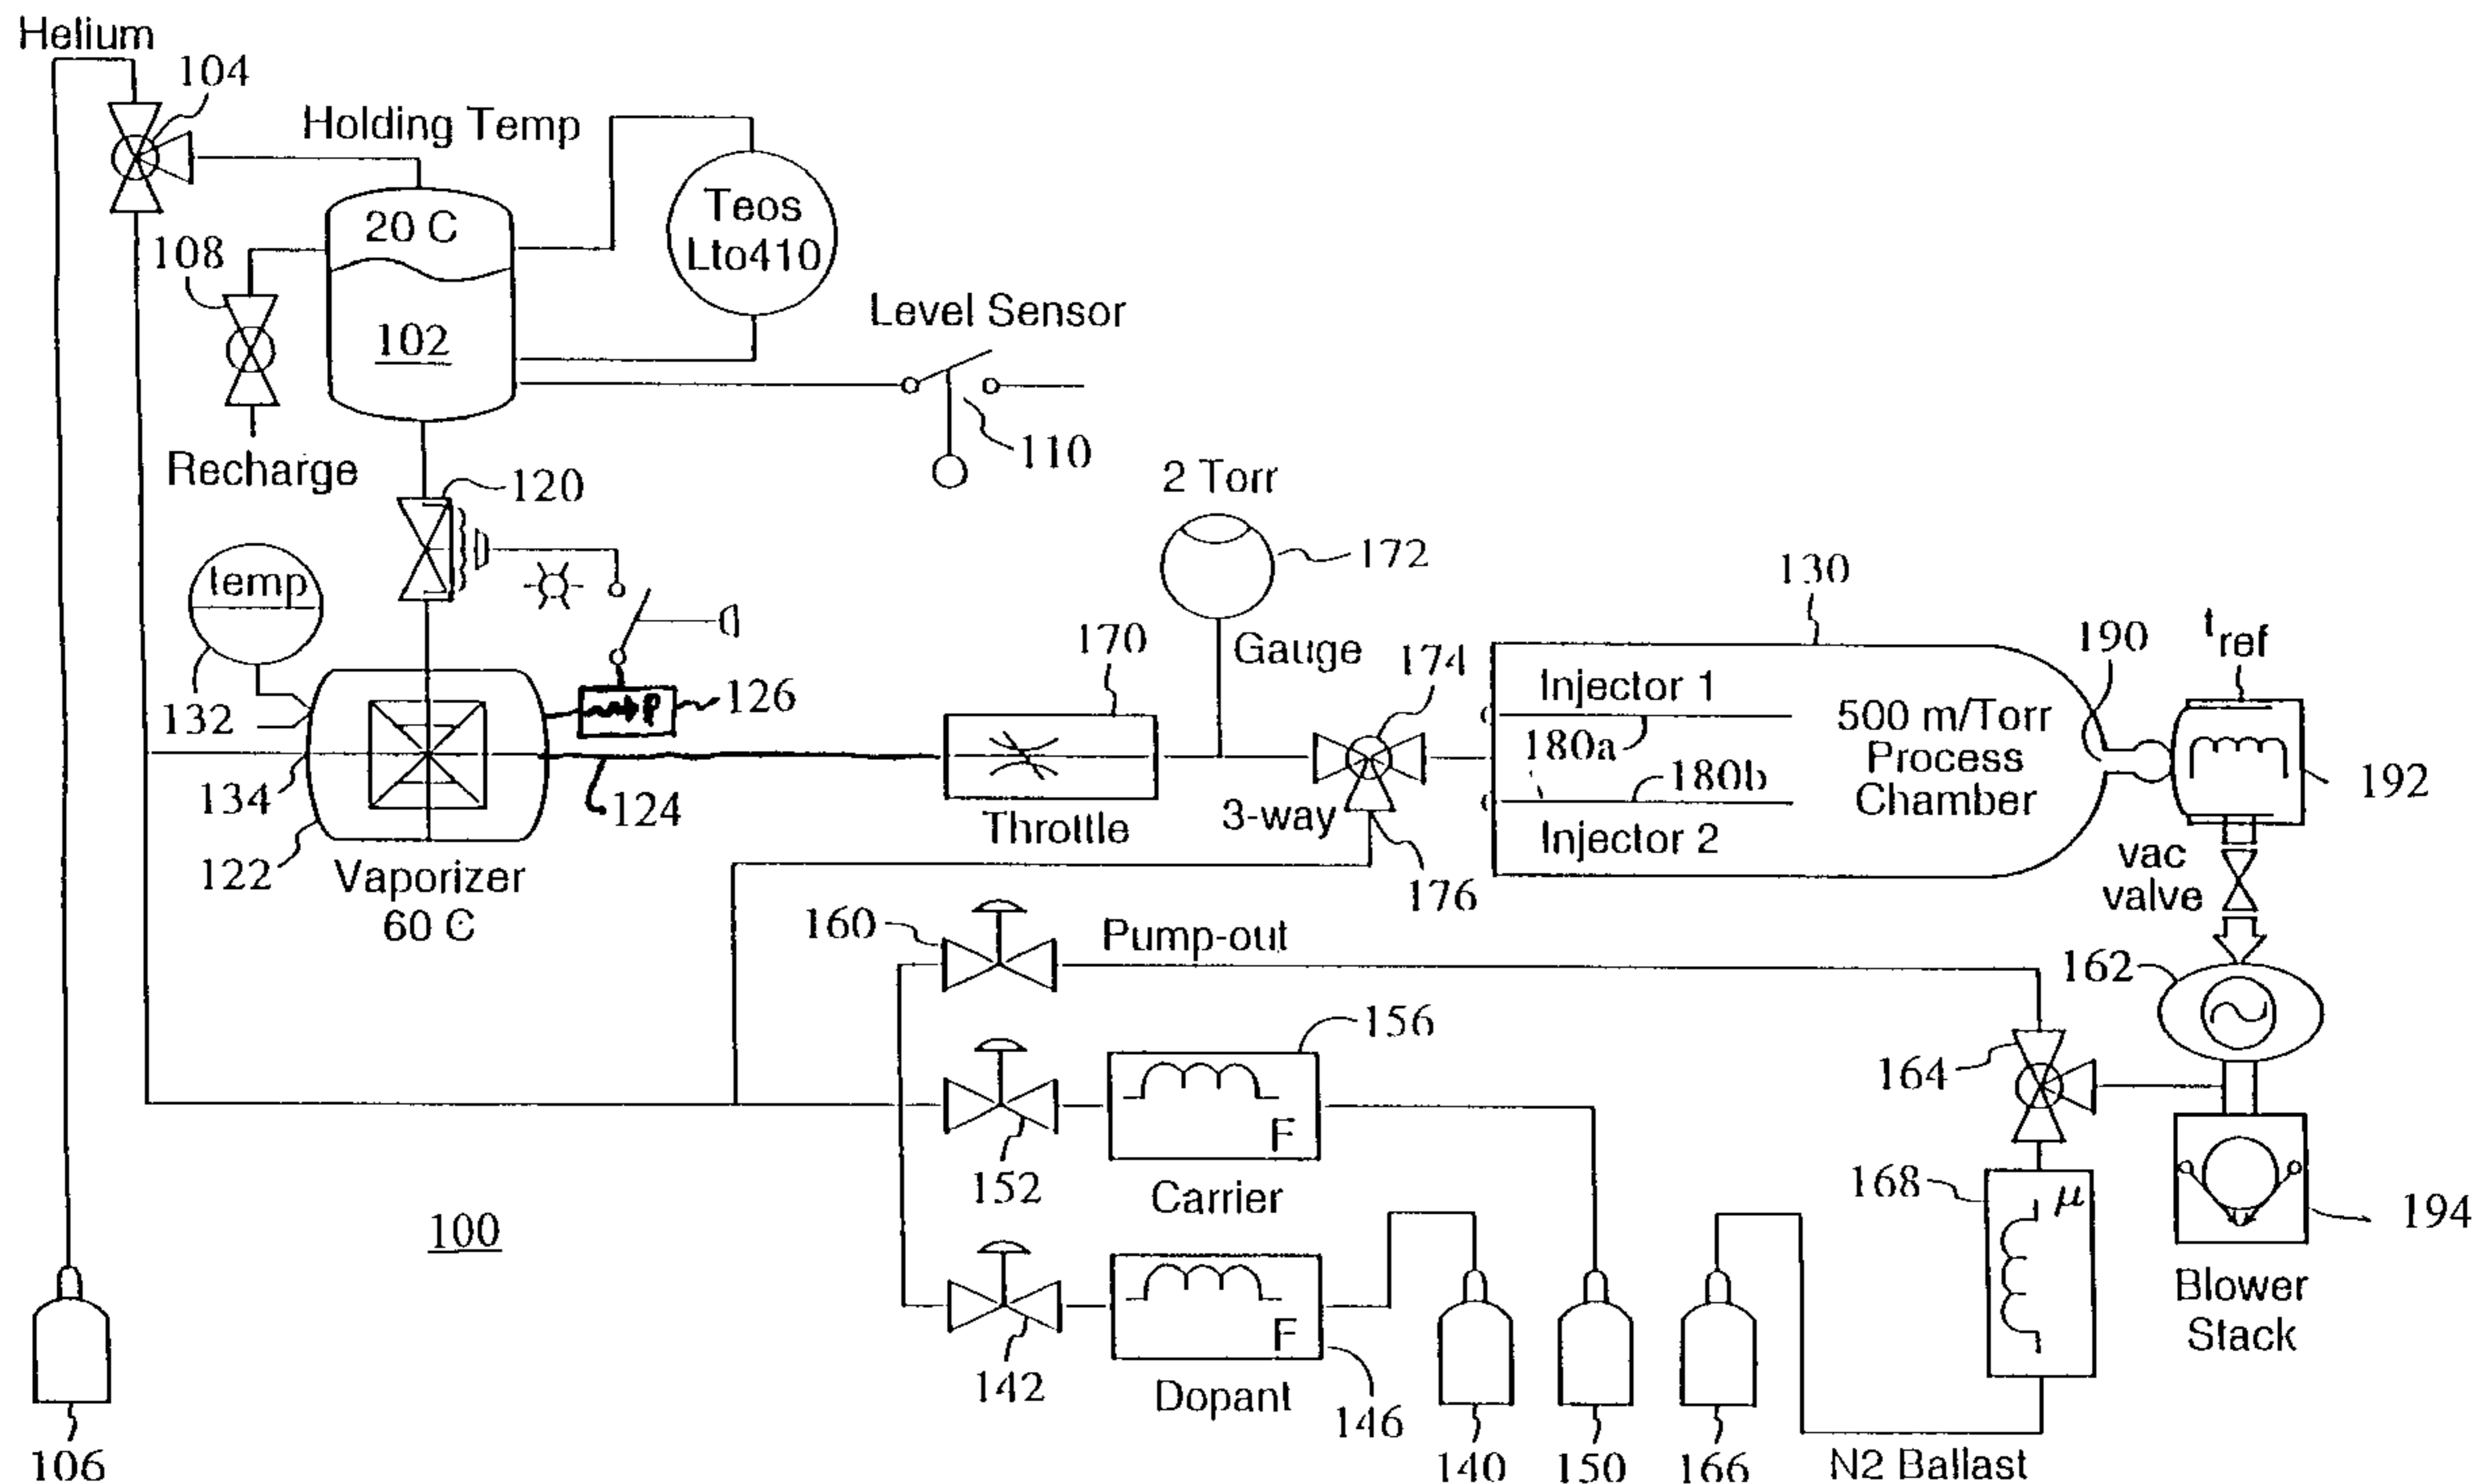 Helium
104
Holding Temp
20 C
Teos
Lto410
108
102
Level Sensor
110
Recharge
120
2 Torr
172
temp
130
190
t ref
170
Gauge
174
Injector 1
132
P
126
500 m/Torr
Process
Chamber
180a
180b
192
134
124
Throttle
3-way
Injector 2
122
Vaporizer
60 C
176
vac
valve
160
Pump-out
162
156
164
F
152
Carrier
168
μ
194
100
F
142
Dopant
146
Blower
Stack
106
140
150
166
N2 Ballast